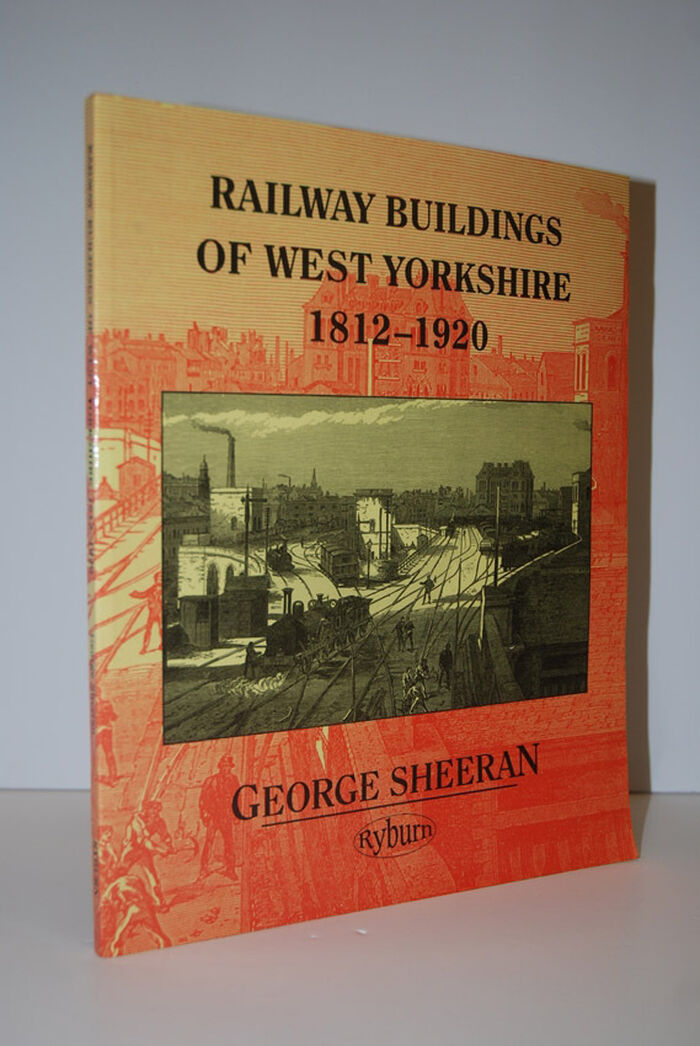 RAILWAY BUILDINGS
OF WEST YORKSHIRE
1812–1920
GEORGE SHEERAN
Ryburn